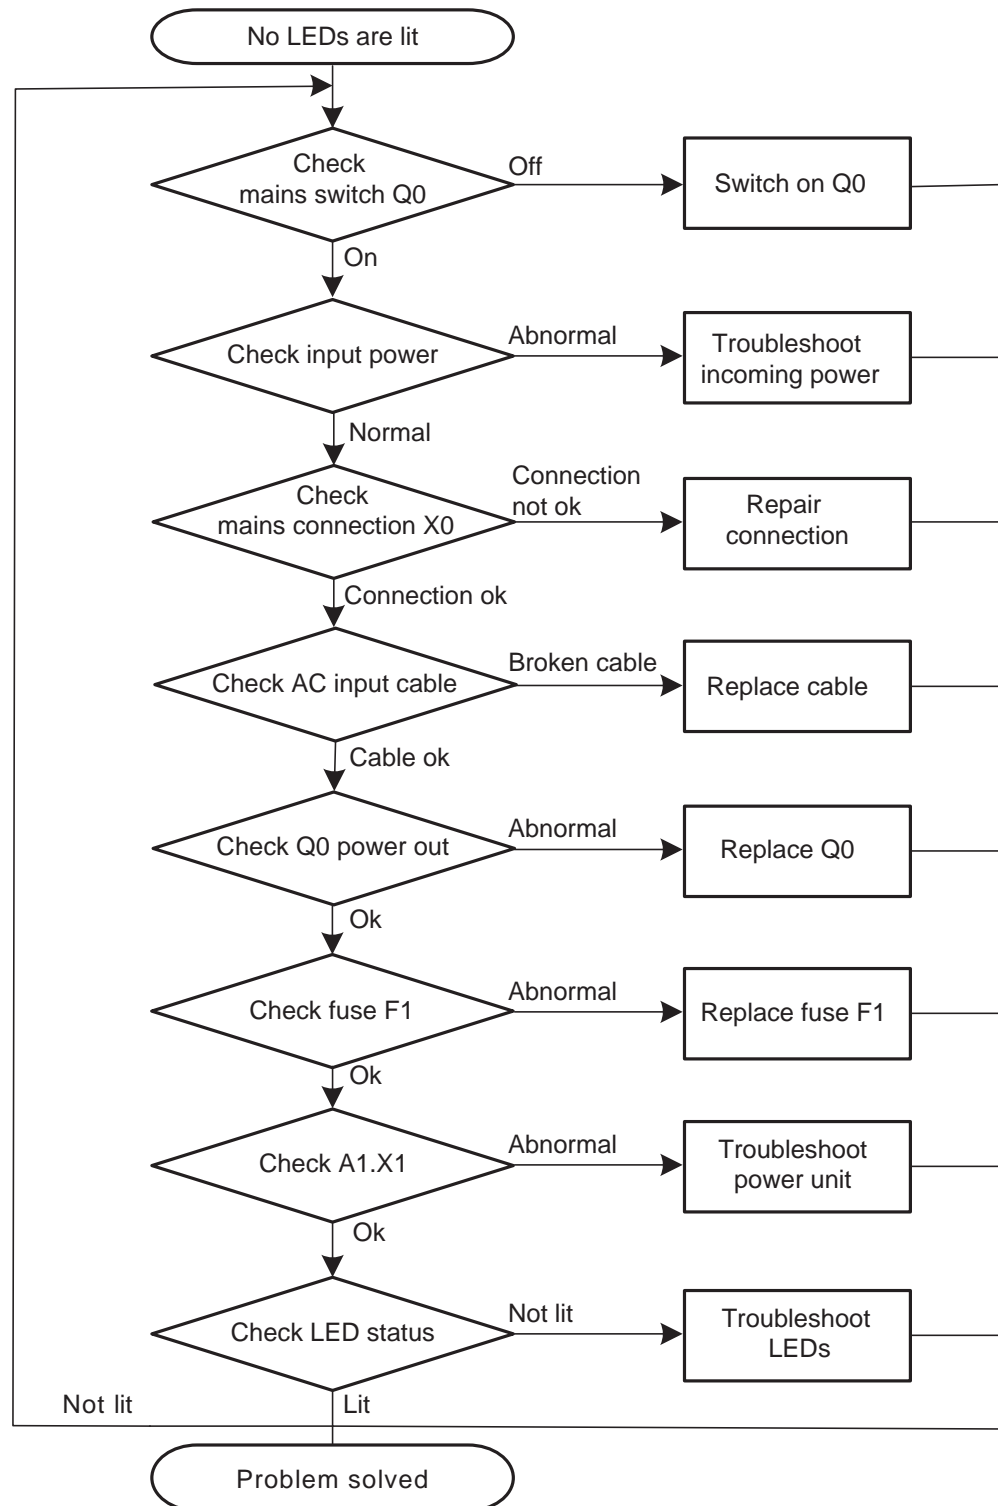 No LEDs are lit
Check
mains switch Q0
Off
Switch on Q0
On
Check input power
Abnormal
Troubleshoot
incoming power
Normal
Check
mains connection X0
Connection
not ok
Repair
connection
Connection ok
Check AC input cable
Broken cable
Replace cable
Cable ok
Check Q0 power out
Abnormal
Replace Q0
Ok
Check fuse F1
Abnormal
Replace fuse F1
Ok
Check A1.X1
Abnormal
Troubleshoot
power unit
Ok
Check LED status
Not lit
Troubleshoot
LEDs
Not lit
Lit
Problem solved